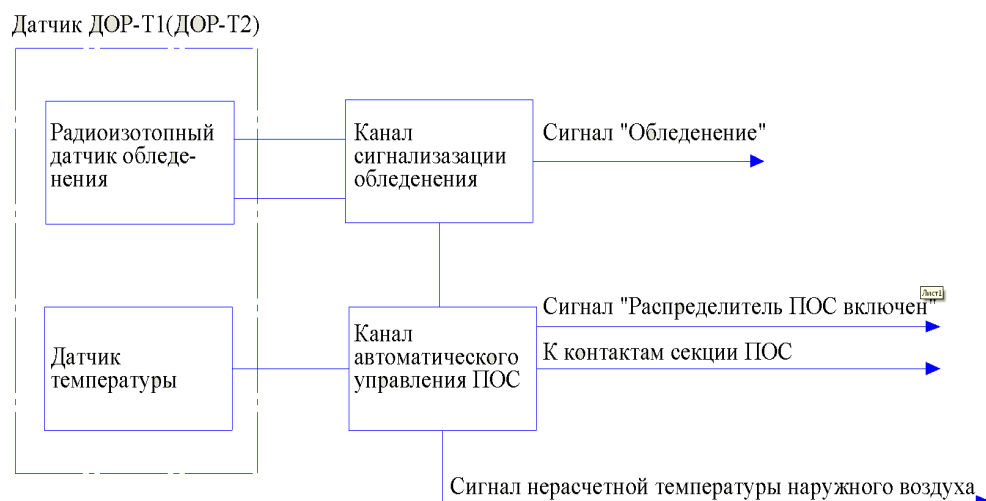 Датчик ДОР-Т1(ДОР-Т2)
Радиоизотопный
датчик обледе-
нения
Канал
сигнализазации
обледенения
Сигнал "Обледенение"
Датчик
температуры
Канал
автоматического
управления ПОС
Лист1
Сигнал "Распределитель ПОС включен"
К контактам секции ПОС
Сигнал нерасчетной температуры наружного воздуха